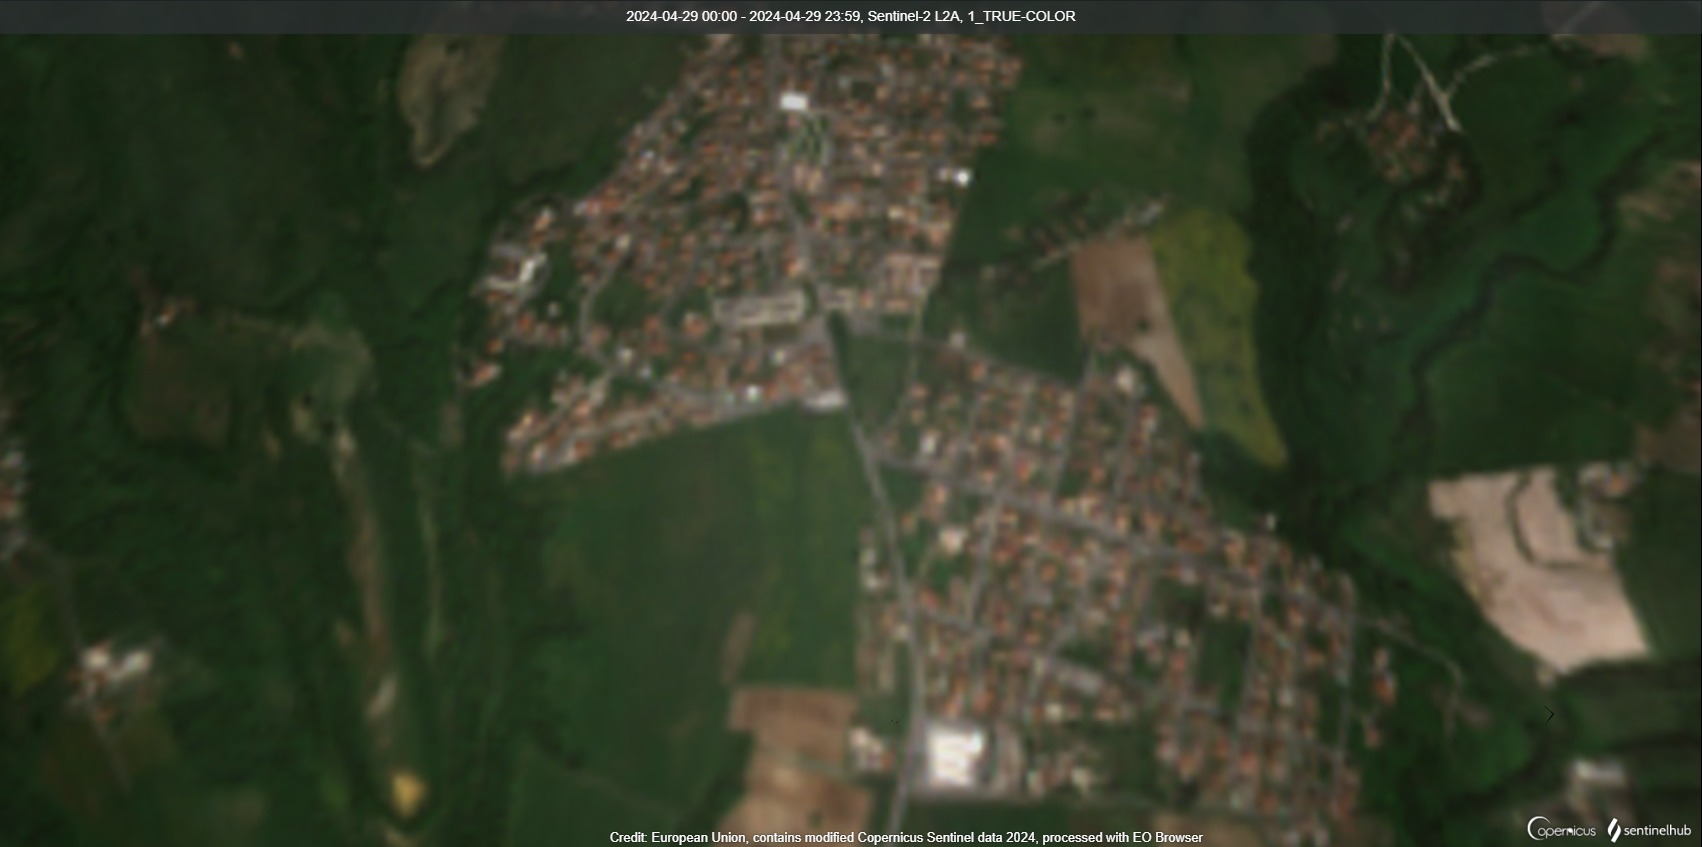 2024-04-29 00:00 - 2024-04-29 23:59, Sentinel-2 L2A, 1_TRUE-COLOR
Credit: European Union, contains modified Copernicus Sentinel data 2024, processed with EO Browser
Copernicus
sentinelhub